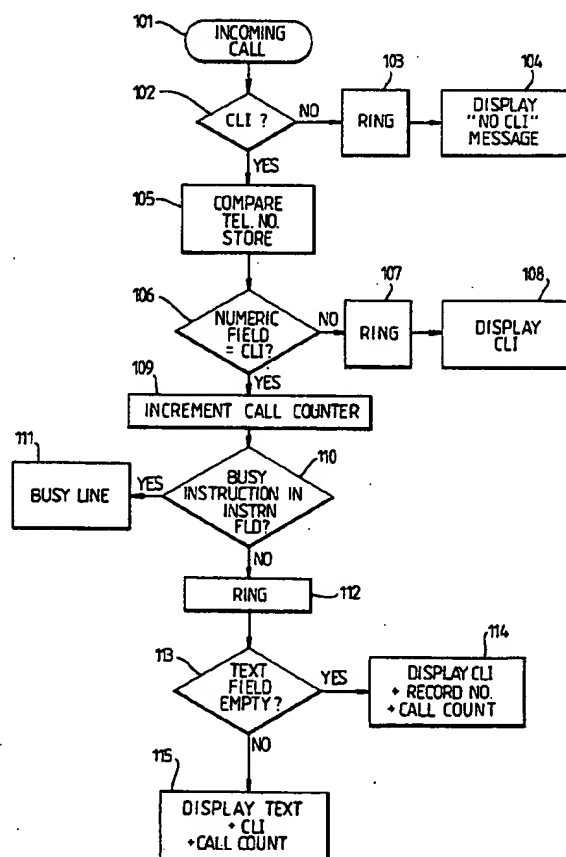 101
INCOMING
CALL
102
CLI ?
NO
103
RING
104
DISPLAY
"NO CLI"
MESSAGE
YES
105
COMPARE
TEL. NO.
STORE
106
NUMERIC
FIELD
= CLI?
NO
107
RING
108
DISPLAY
CLI
YES
109
INCREMENT CALL COUNTER
110
BUSY
INSTRUCTION IN
INSTRN
FLD?
YES
111
BUSY LINE
NO
RING
112
113
TEXT
FIELD
EMPTY?
YES
114
DISPLAY CLI
+ RECORD NO.
+CALL COUNT
NO
115
DISPLAY TEXT
+ CLI
+CALL COUNT